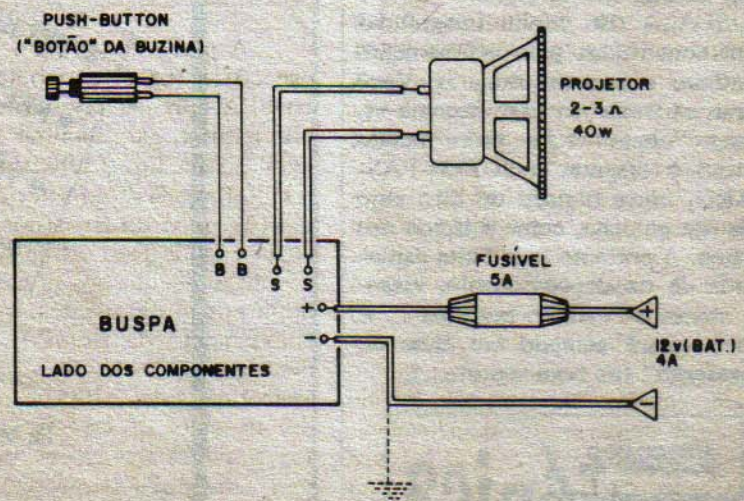 PUSH-BUTTON
("BOTÃO" DA BUZINA)
PROJETOR
2-3 Ω
40w
B B S S
FUSÍVEL
5A
+
+
BUSPA
-
12v(BAT.)
4A
LADO DOS COMPONENTES
-